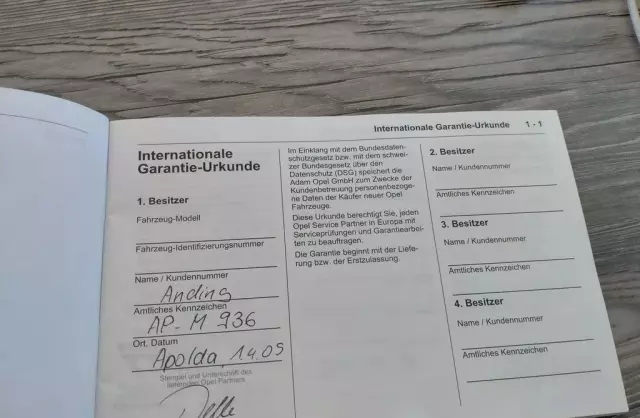 Internationale Garantie-Urkunde 1 - 1
Internationale
Garantie-Urkunde
1. Besitzer
Fahrzeug-Modell
Fahrzeug-Identifizierungsnummer
Name / Kundennummer
Anding
Amtliches Kennzeichen
AP-M 936
Ort, Datum
Apolda, 14.09
Stempel und Unterschrift des
liefernden Opel Partners
Im Einklang mit dem Bundesdaten-
schutzgesetz bzw. mit dem schwei-
zer Bundesgesetz über den
Datenschutz (DSG) speichert die
Adam Opel GmbH zum Zwecke der
Kundenbetreuung personenbezoge-
ne Daten der Käufer neuer Opel
Fahrzeuge.
Diese Urkunde berechtigt Sie, jeden
Opel Service Partner in Europa mit
Serviceprüfungen und Garantiearbei-
ten zu beauftragen.
Die Garantie beginnt mit der Liefe-
rung bzw. der Erstzulassung.
2. Besitzer
Name / Kundennummer
Amtliches Kennzeichen
3. Besitzer
Name / Kundennummer
Amtliches Kennzeichen
4. Besitzer
Name / Kundennummer
Amtliches Kennzeichen